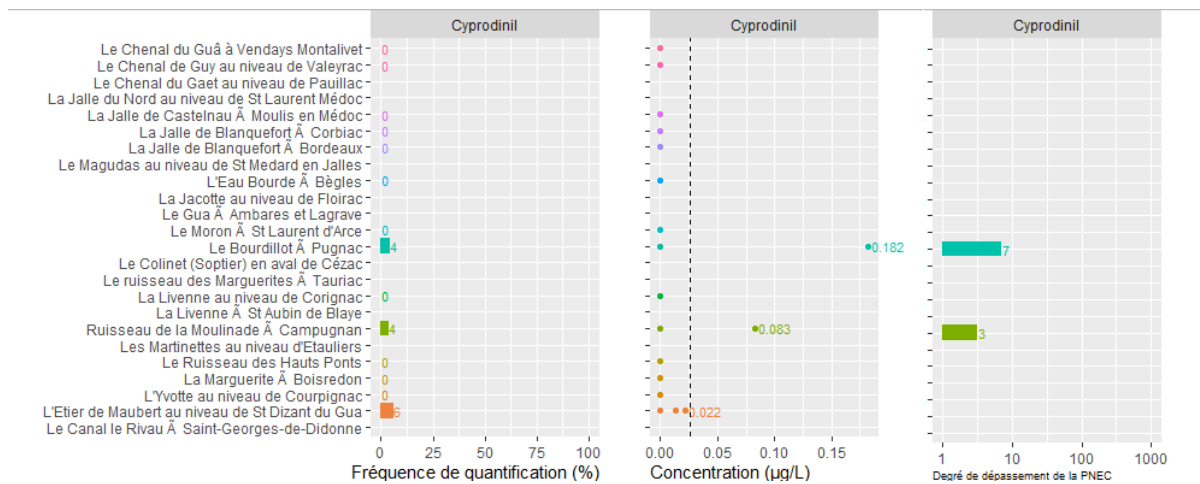 Cyprodinil
Cyprodinil
Cyprodinil
Le Chenal du Guâ à Vendays Montalivet
0
Le Chenal de Guy au niveau de Valeyrac
0
Le Chenal du Gaet au niveau de Pauillac
La Jalle du Nord au niveau de St Laurent Médoc
La Jalle de Castelnau Ã Moulis en Médoc
0
La Jalle de Blanquefort Ã Corbiac
0
La Jalle de Blanquefort Ã Bordeaux
0
Le Magudas au niveau de St Medard en Jalles
L'Eau Bourde Ã Bègles
0
La Jacotte au niveau de Floirac
Le Gua Ã Ambares et Lagrave
Le Moron Ã St Laurent d'Arce
0
Le Bourdillot Ã Pugnac
4
0.182
7
Le Colinet (Soptier) en aval de Cézac
Le ruisseau des Marguerites Ã Tauriac
La Livenne au niveau de Corignac
0
La Livenne Ã St Aubin de Blaye
Ruisseau de la Moulinade Ã Campugnan
4
0.083
3
Les Martinettes au niveau d'Etauliers
Le Ruisseau des Hauts Ponts
0
La Marguerite Ã Boisredon
0
L'Yvotte au niveau de Courpignac
0
L'Etier de Maubert au niveau de St Dizant du Gua
6
0.022
Le Canal le Rivau Ã Saint-Georges-de-Didonne
0 25 50 75 100
0.00 0.05 0.10 0.15
1 10 100 1000
Fréquence de quantification (%)
Concentration (µg/L)
Degré de dépassement de la PNEC